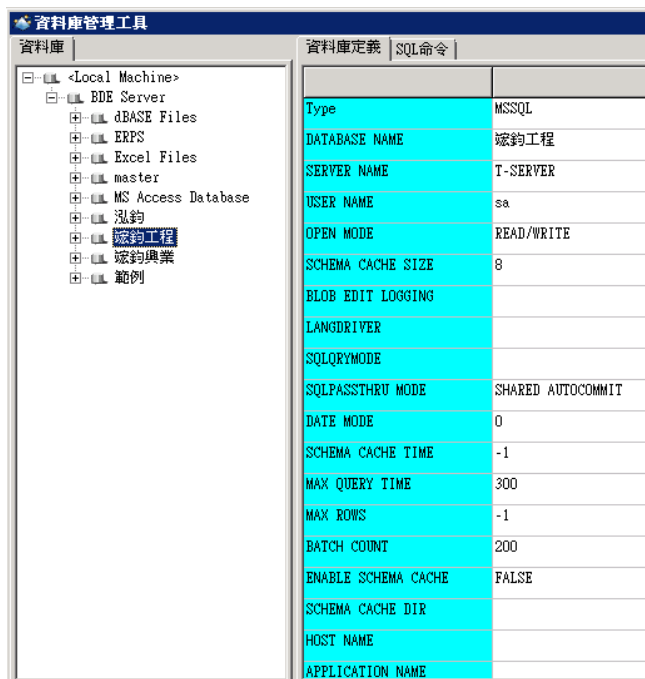 資料庫管理工具
資料庫
資料庫定義 SQL命令
<Local Machine>
BDE Server
dBASE Files
ERPS
Excel Files
master
MS Access Database
泓鈞
竤鈞工程
竤鈞興業
範例
Type MSSQL
DATABASE NAME 竤鈞工程
SERVER NAME T-SERVER
USER NAME sa
OPEN MODE READ/WRITE
SCHEMA CACHE SIZE 8
BLOB EDIT LOGGING
LANGDRIVER
SQLQRYMODE
SQLPASSTHRU MODE SHARED AUTOCOMMIT
DATE MODE 0
SCHEMA CACHE TIME -1
MAX QUERY TIME 300
MAX ROWS -1
BATCH COUNT 200
ENABLE SCHEMA CACHE FALSE
SCHEMA CACHE DIR
HOST NAME
APPLICATION NAME